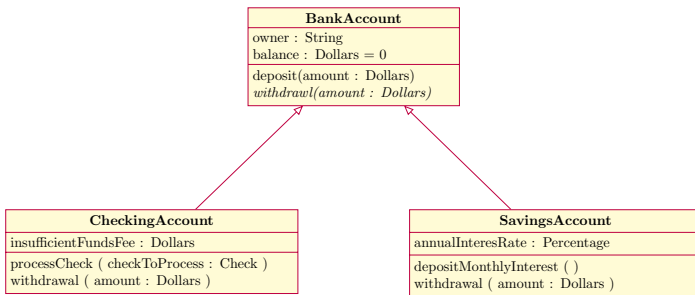 BankAccount
owner : String
balance : Dollars = 0
deposit(amount : Dollars)
withdrawl(amount : Dollars)
CheckingAccount
insufficientFundsFee : Dollars
processCheck ( checkToProcess : Check )
withdrawal ( amount : Dollars )
SavingsAccount
annualInteresRate : Percentage
depositMonthlyInterest ( )
withdrawal ( amount : Dollars )